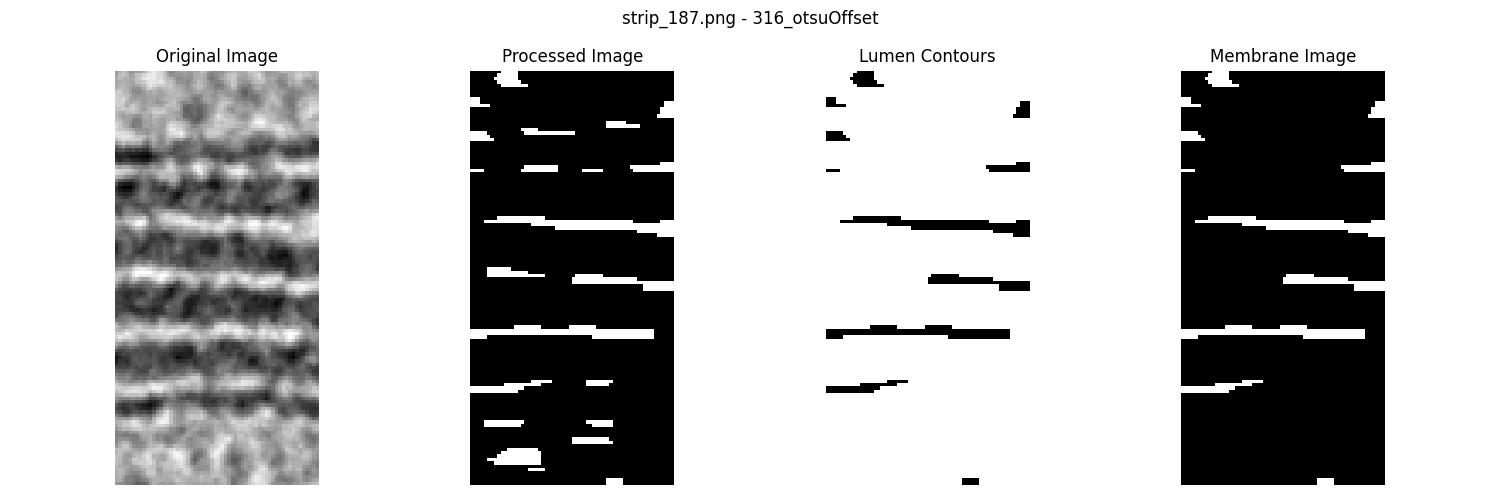 strip_187.png - 316_otsuOffset
Original Image
Processed Image
Lumen Contours
Membrane Image